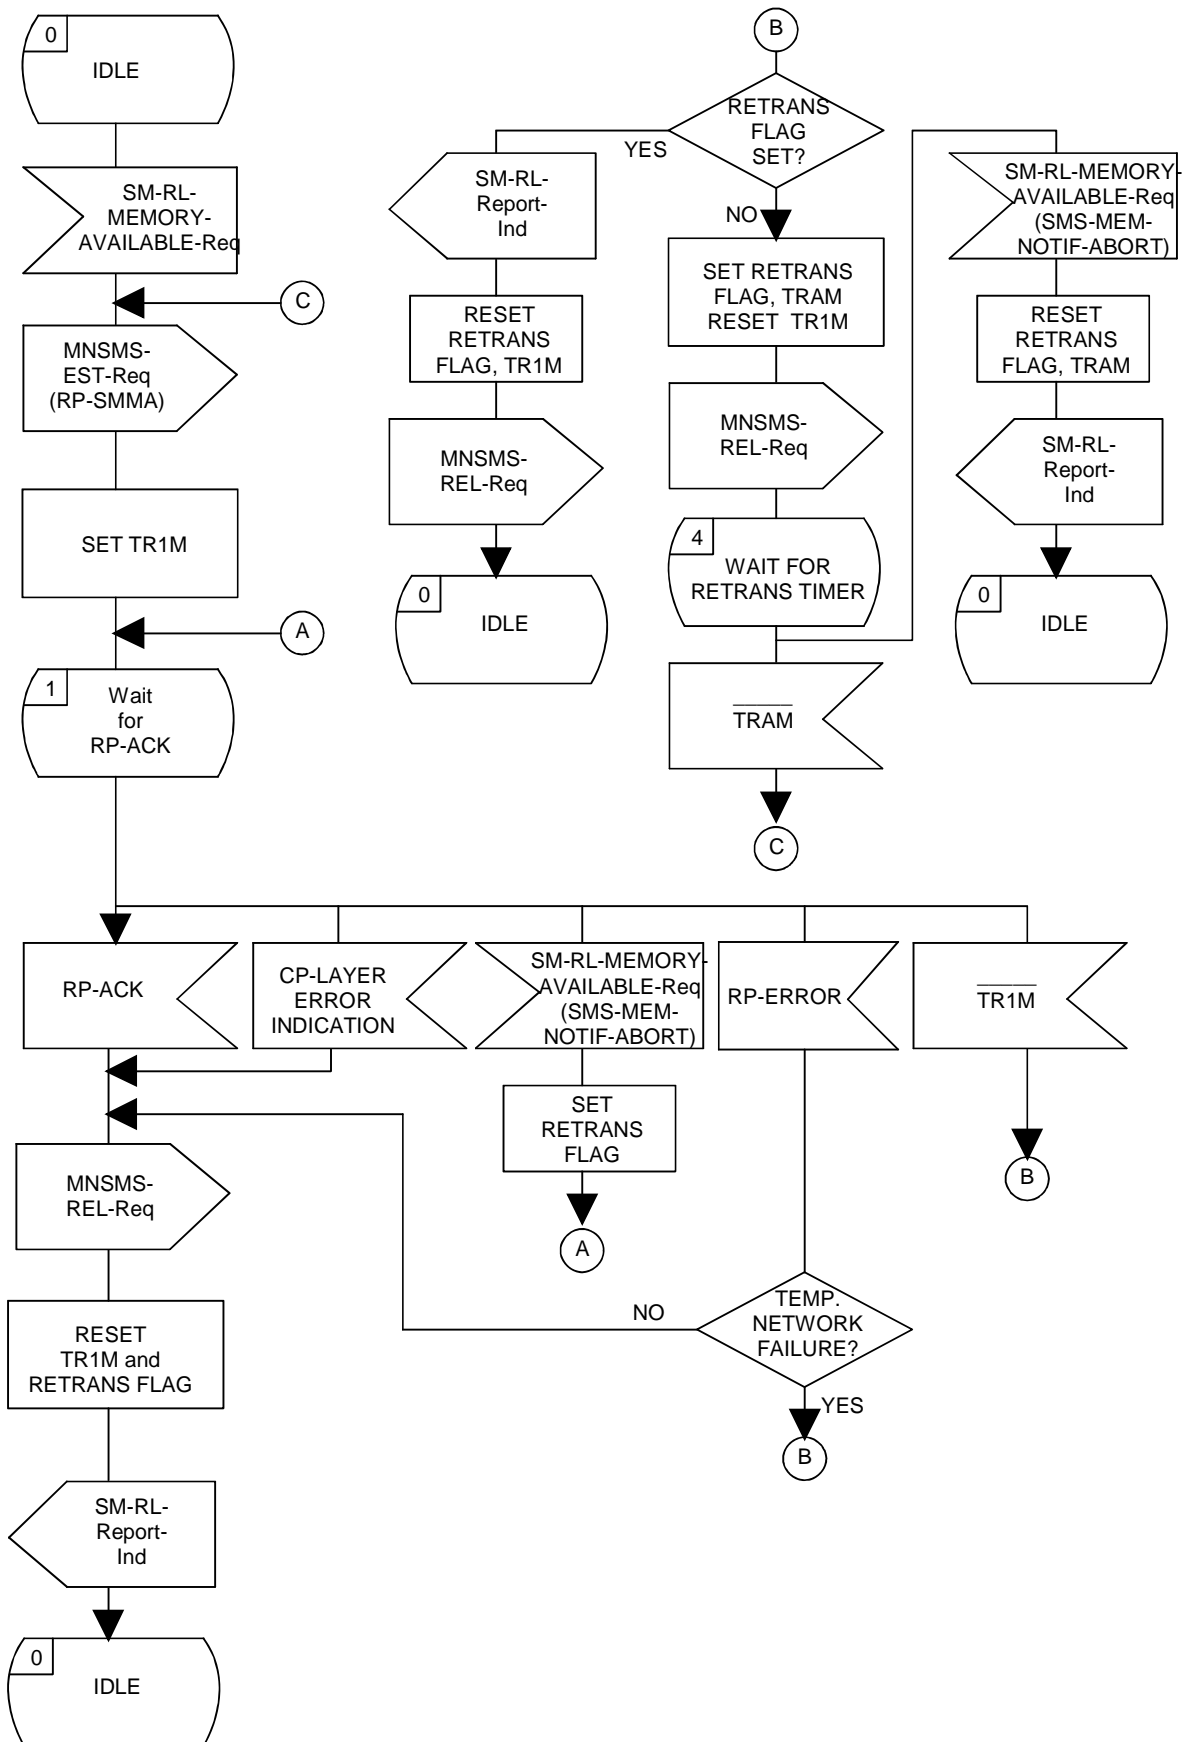 0
IDLE
SM-RL-
MEMORY-
AVAILABLE-Req
C
MNSMS-
EST-Req
(RP-SMMA)
SET TR1M
A
1
Wait
for
RP-ACK
B
RETRANS
FLAG
SET?
YES
NO
SM-RL-
Report-
Ind
RESET
RETRANS
FLAG, TR1M
MNSMS-
REL-Req
0
IDLE
SET RETRANS
FLAG, TRAM
RESET TR1M
MNSMS-
REL-Req
4
WAIT FOR
RETRANS TIMER
TRAM
C
SM-RL-MEMORY-
AVAILABLE-Req
(SMS-MEM-
NOTIF-ABORT)
RESET
RETRANS
FLAG, TRAM
SM-RL-
Report-
Ind
0
IDLE
RP-ACK
CP-LAYER
ERROR
INDICATION
SM-RL-MEMORY-
AVAILABLE-Req
(SMS-MEM-
NOTIF-ABORT)
RP-ERROR
TR1M
SET
RETRANS
FLAG
A
B
MNSMS-
REL-Req
TEMP.
NETWORK
FAILURE?
NO
YES
B
RESET
TR1M and
RETRANS FLAG
SM-RL-
Report-
Ind
0
IDLE